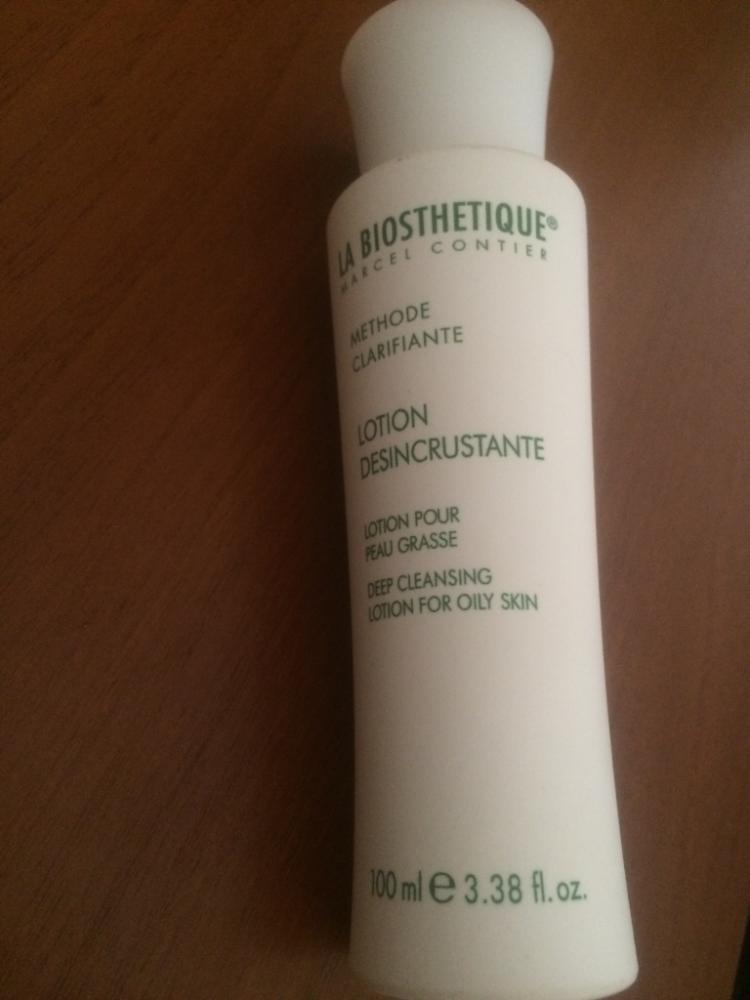 LA BIOSTHETIQUE®
MARCEL CONTIER
METHODE
CLARIFIANTE
LOTION
DESINCRUSTANTE
LOTION POUR
PEAU GRASSE
DEEP CLEANSING
LOTION FOR OILY SKIN
100 ml e 3.38 fl.oz.